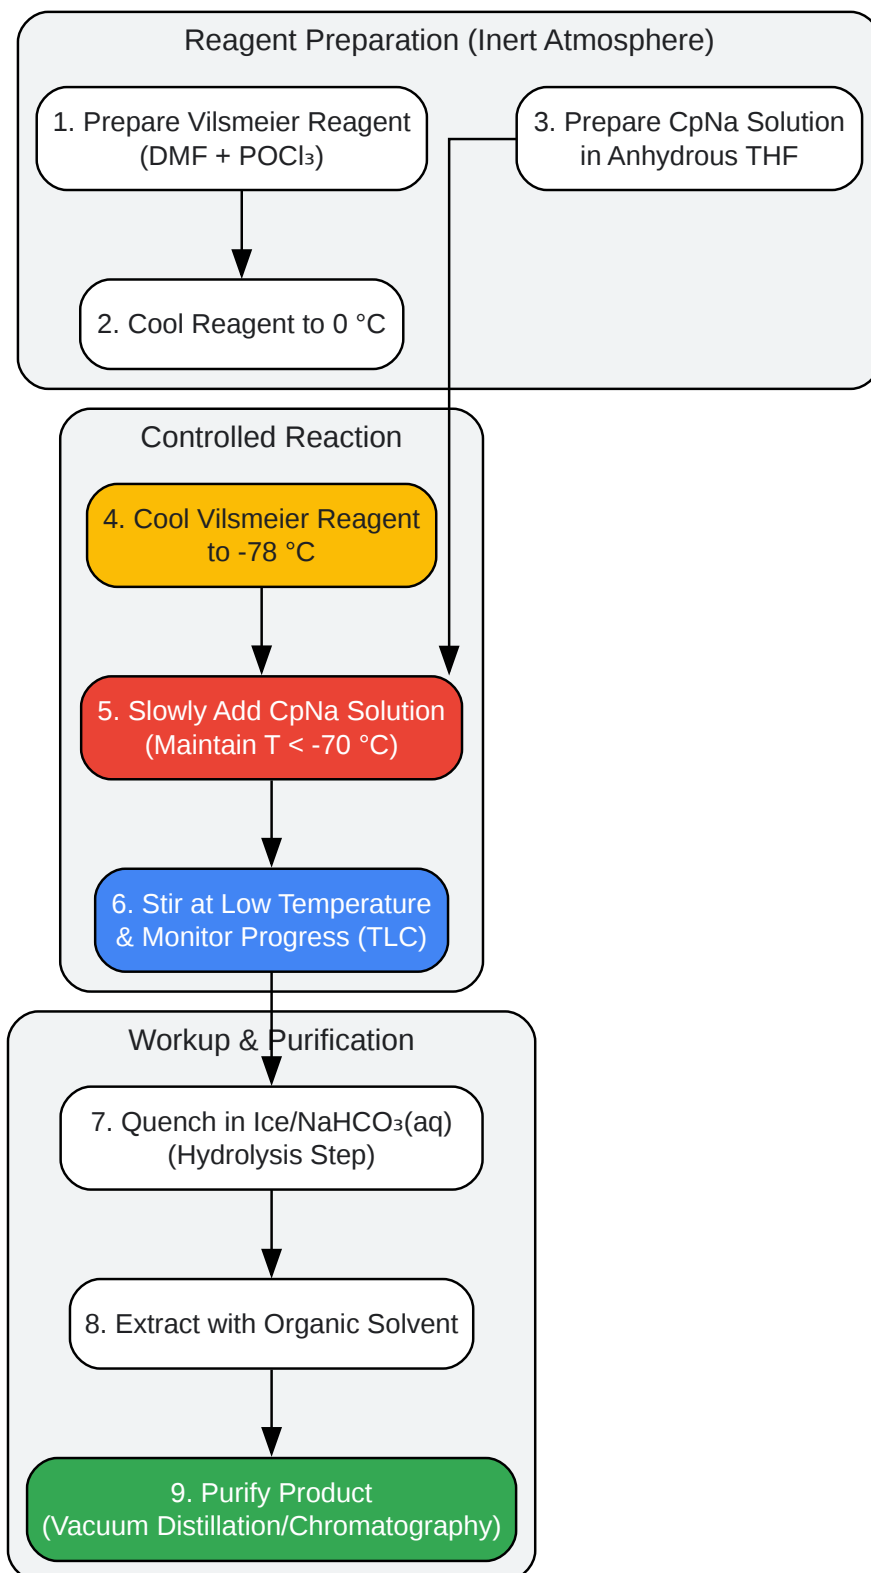 Reagent Preparation (Inert Atmosphere)
1. Prepare Vilsmeier Reagent
(DMF + POCl₃)
3. Prepare CpNa Solution
in Anhydrous THF
2. Cool Reagent to 0 °C
Controlled Reaction
4. Cool Vilsmeier Reagent
to -78 °C
5. Slowly Add CpNa Solution
(Maintain T < -70 °C)
6. Stir at Low Temperature
& Monitor Progress (TLC)
Workup & Purification
7. Quench in Ice/NaHCO₃(aq)
(Hydrolysis Step)
8. Extract with Organic Solvent
9. Purify Product
(Vacuum Distillation/Chromatography)